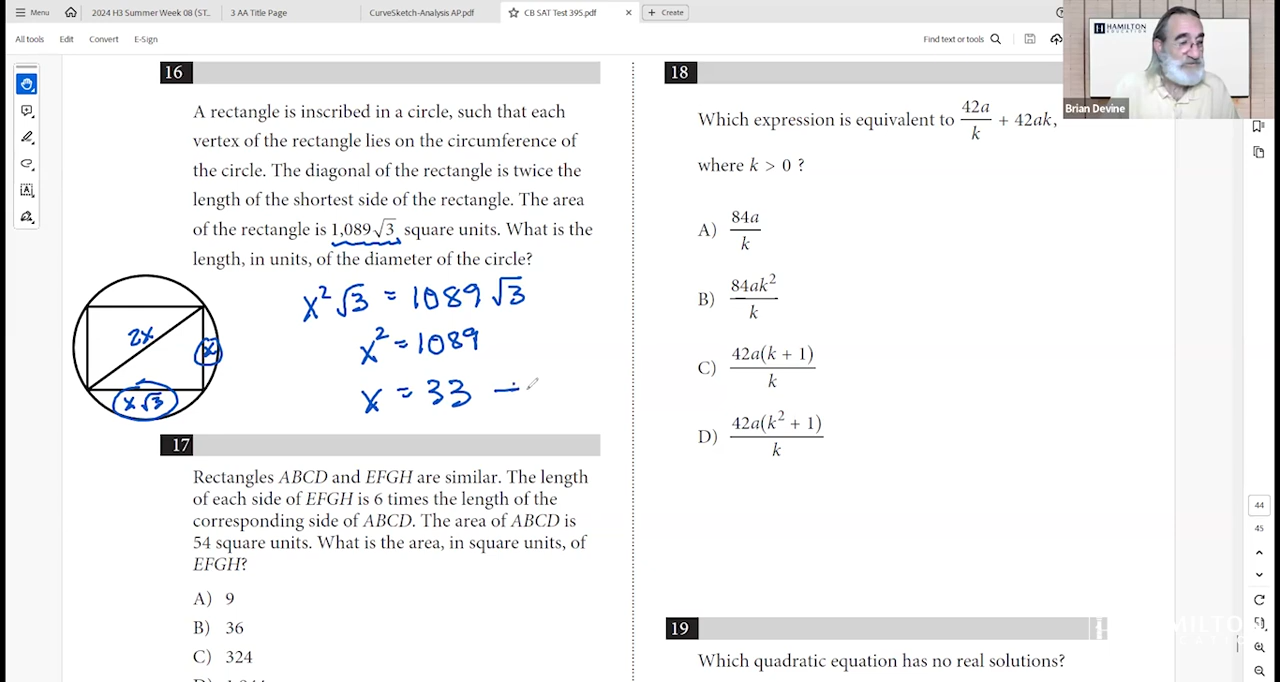 Menu
2024 H3 Summer Week 08 (ST...
3 AA Title Page
CurveSketch-Analysis AP.pdf
CB SAT Test 395.pdf
Create
All tools
Edit
Convert
E-Sign
Find text or tools
HAMILTON
EDUCATION
Brian Devine
16
A rectangle is inscribed in a circle, such that each
vertex of the rectangle lies on the circumference of
the circle. The diagonal of the rectangle is twice the
length of the shortest side of the rectangle. The area
of the rectangle is 1,089√3 square units. What is the
length, in units, of the diameter of the circle?
x²√3 = 1089√3
x² = 1089
x = 33
2x
x
x√3
17
Rectangles ABCD and EFGH are similar. The length
of each side of EFGH is 6 times the length of the
corresponding side of ABCD. The area of ABCD is
54 square units. What is the area, in square units, of
EFGH?
A) 9
B) 36
C) 324
18
Which expression is equivalent to 42a/k + 42ak,
where k > 0 ?
A) 84a/k
B) 84ak²/k
C) 42a(k + 1)/k
D) 42a(k² + 1)/k
19
Which quadratic equation has no real solutions?
44
45